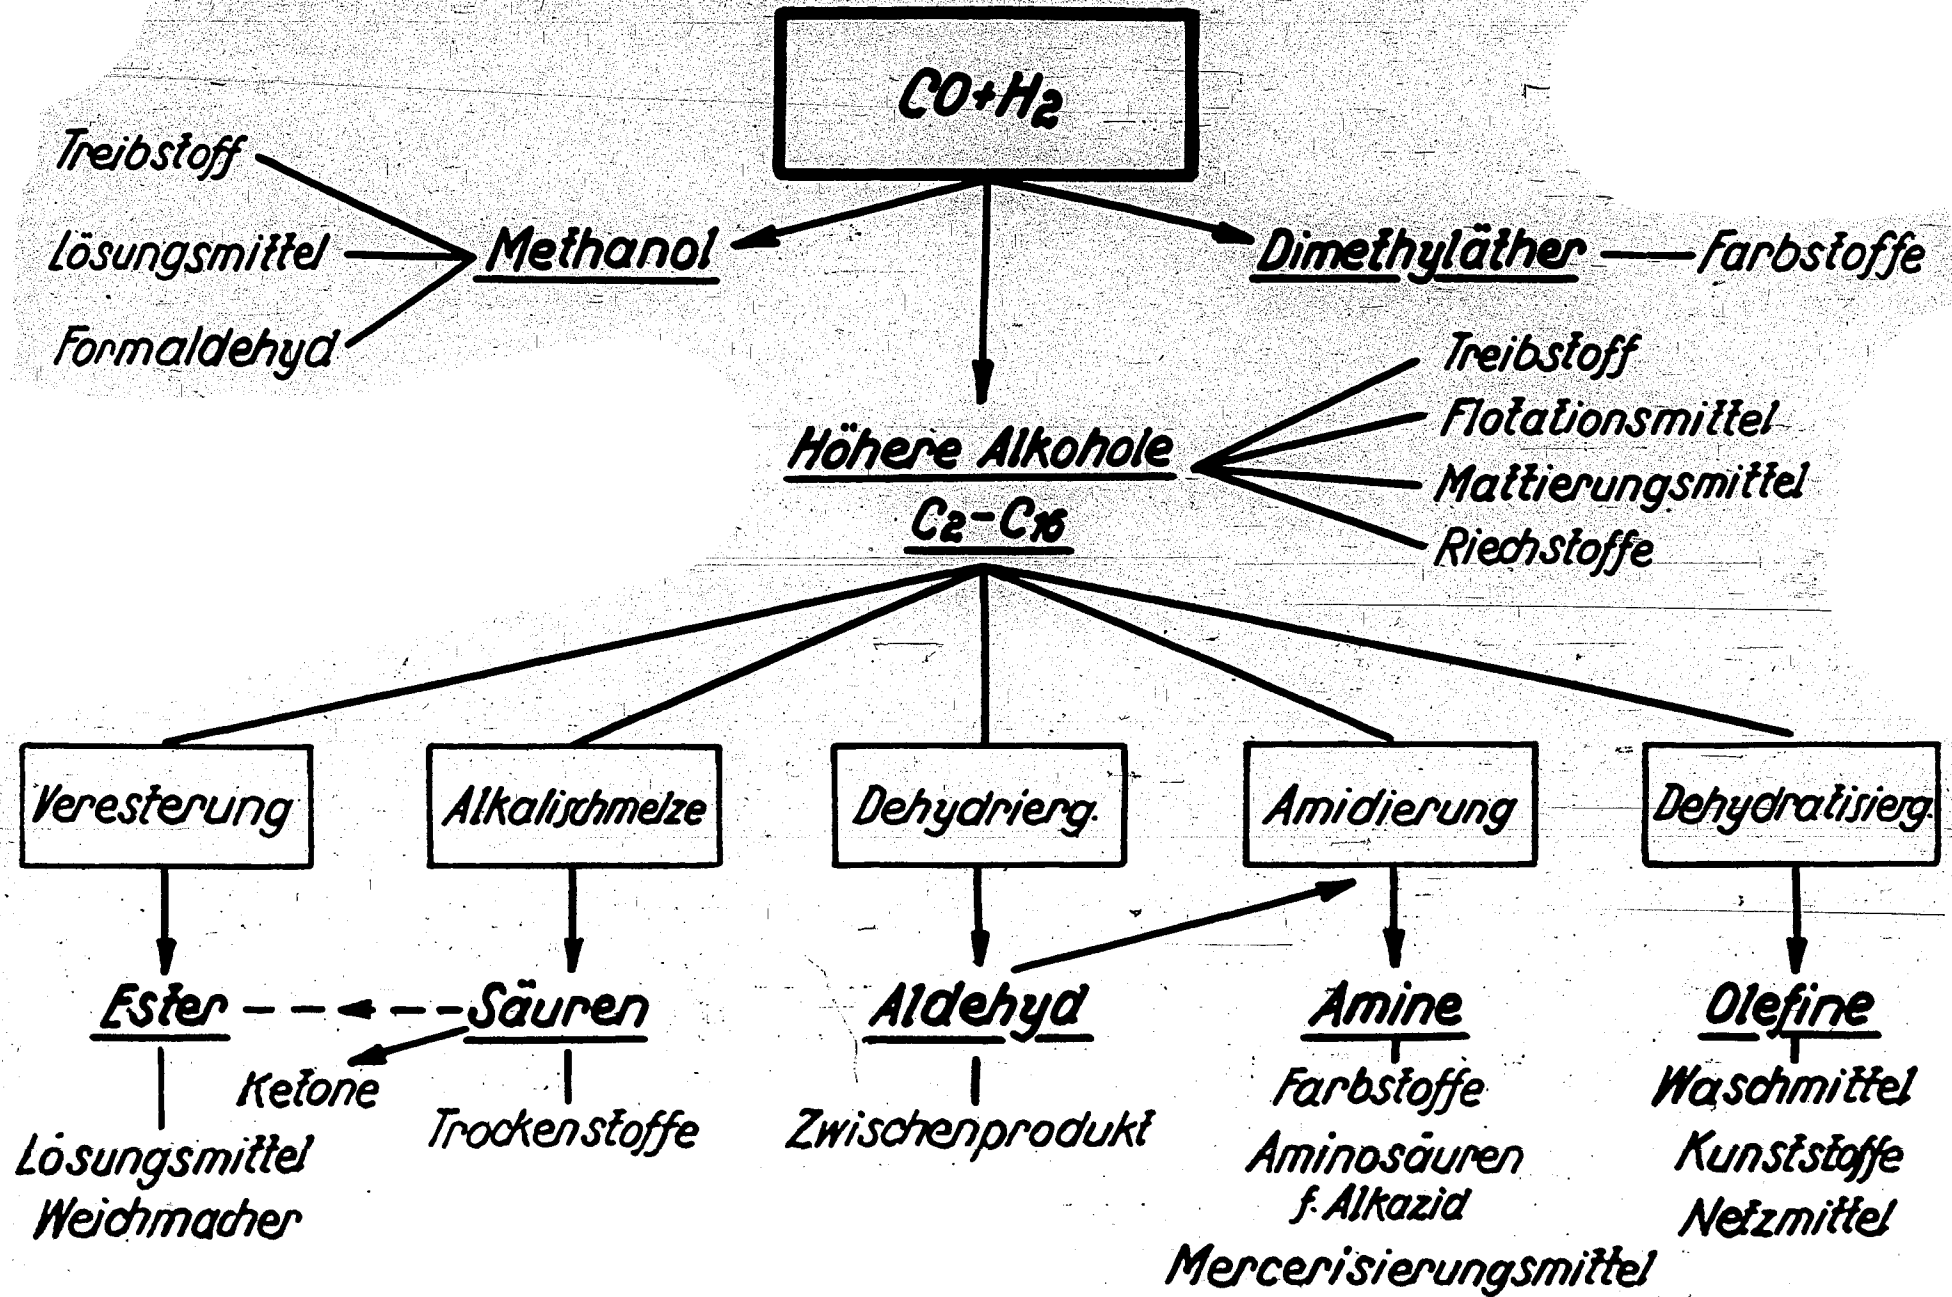 CO+H2
Treibstoff
Lösungsmittel
Formaldehyd
Methanol
Dimethyläther
Farbstoffe
Höhere Alkohole
C2-C16
Treibstoff
Flotationsmittel
Mattierungsmittel
Riechstoffe
Veresterung
Alkalischmelze
Dehydrierg.
Amidierung
Dehydratisierg.
Ester
Säuren
Aldehyd
Amine
Olefine
Ketone
Lösungsmittel
Weichmacher
Trockenstoffe
Zwischenprodukt
Farbstoffe
Aminosäuren
f. Alkazid
Mercerisierungsmittel
Waschmittel
Kunststoffe
Netzmittel